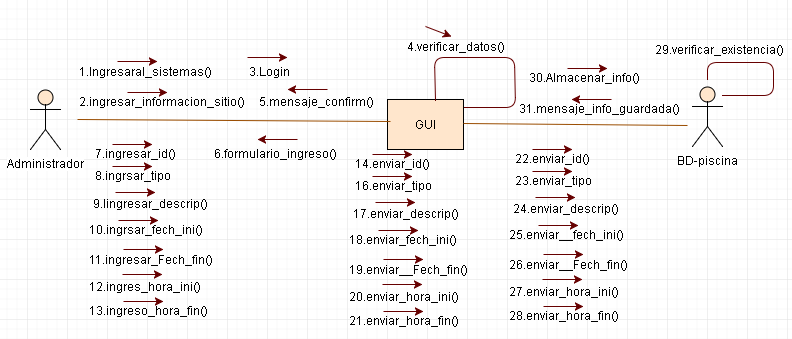 4.verificar_datos()
29.verificar_existencia()
1.Ingresaral_sistemas()
3.Login
30.Almacenar_info()
2.ingresar_informacion_sitio()
5.mensaje_confirm()
31.mensaje_info_guardada()
GUI
Administrador
BD-piscina
7.ingresar_id()
6.formulario_ingreso()
14.enviar_id()
22.enviar_id()
8.ingrsar_tipo
16.enviar_tipo
23.enviar_tipo
9.Iingresar_descrip()
17.enviar_descrip()
24.enviar_descrip()
10.ingrsar_fech_ini()
18.enviar_fech_ini()
25.enviar__fech_ini()
11.ingresar_Fech_fin()
19.enviar__Fech_fin()
26.enviar__Fech_fin()
12.ingres_hora_ini()
20.enviar_hora_ini()
27.enviar_hora_ini()
13.ingreso_hora_fin()
21.enviar_hora_fin()
28.enviar_hora_fin()